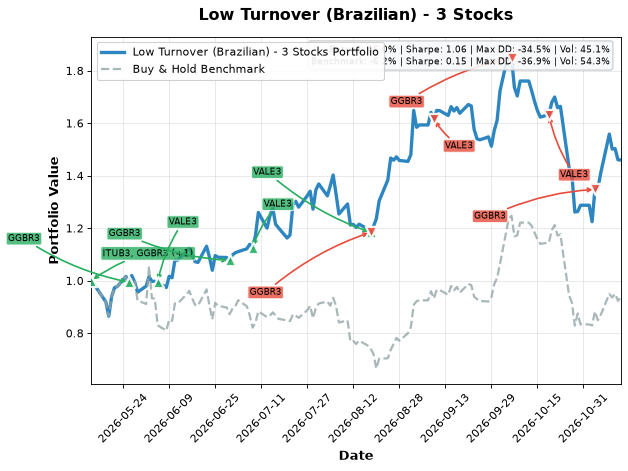 Low Turnover (Brazilian) - 3 Stocks
Low Turnover (Brazilian) - 3 Stocks Portfolio
Buy & Hold Benchmark
0% | Sharpe: 1.06 | Max DD: -34.5% | Vol: 45.1%
2% | Sharpe: 0.15 | Max DD: -36.9% | Vol: 54.3%
Portfolio Value
1.8
1.6
1.4
1.2
1.0
0.8
GGBR3
VALE3
VALE3
VALE3
GGBR3
VALE3
VALE3
GGBR3
GGBR3
GGBR3
ITUB3, GGBR3 (+1)
GGBR3
2026-05-24
2026-06-09
2026-06-25
2026-07-11
2026-07-27
2026-08-12
2026-08-28
2026-09-13
2026-09-29
2026-10-15
2026-10-31
Date